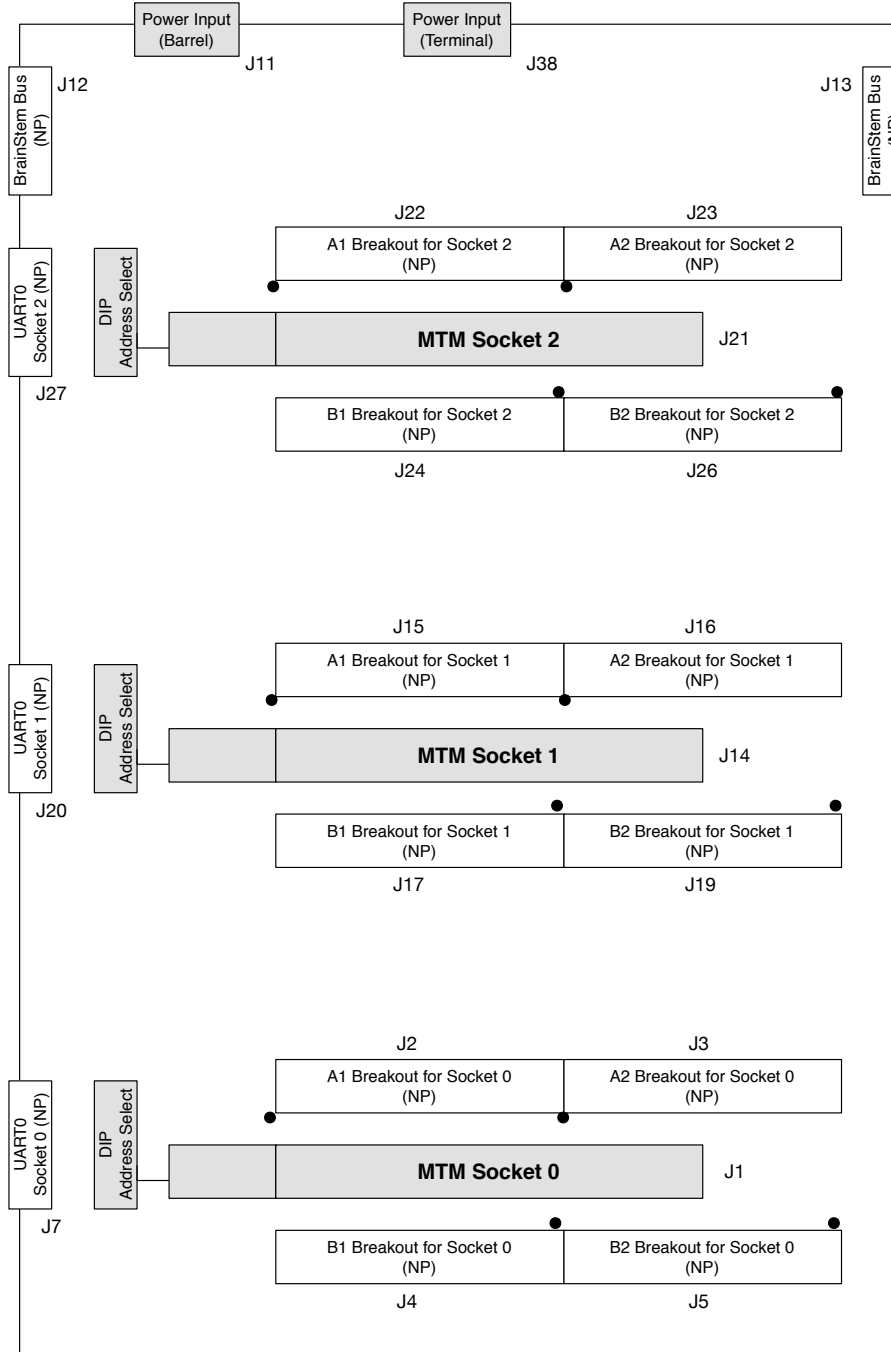 Power Input
(Barrel)
Power Input
(Terminal)
J11
J38
J12
J13
BrainStem Bus
(NP)
BrainStem Bus
(NP)
J22
J23
A1 Breakout for Socket 2
(NP)
A2 Breakout for Socket 2
(NP)
UART0
Socket 2 (NP)
DIP
Address Select
MTM Socket 2
J21
J27
B1 Breakout for Socket 2
(NP)
B2 Breakout for Socket 2
(NP)
J24
J26
J15
J16
A1 Breakout for Socket 1
(NP)
A2 Breakout for Socket 1
(NP)
UART0
Socket 1 (NP)
DIP
Address Select
MTM Socket 1
J14
J20
B1 Breakout for Socket 1
(NP)
B2 Breakout for Socket 1
(NP)
J17
J19
J2
J3
A1 Breakout for Socket 0
(NP)
A2 Breakout for Socket 0
(NP)
UART0
Socket 0 (NP)
DIP
Address Select
MTM Socket 0
J1
J7
B1 Breakout for Socket 0
(NP)
B2 Breakout for Socket 0
(NP)
J4
J5